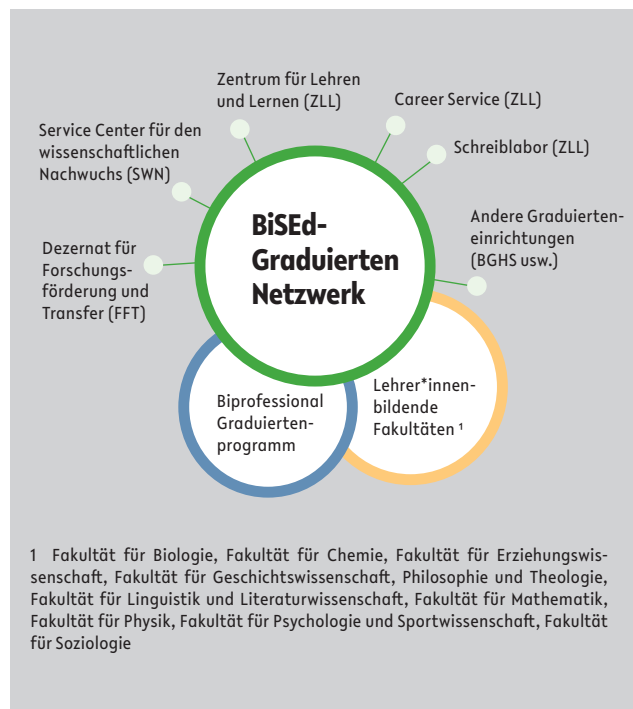 Zentrum für Lehren
und Lernen (ZLL)
Career Service (ZLL)
Service Center für den
wissenschaftlichen
Nachwuchs (SWN)
Schreiblabor (ZLL)
Andere Graduierten-
einrichtungen
(BGHS usw.)
Dezernat für
Forschungs-
förderung und
Transfer (FFT)
BiSEd-
Graduierten
Netzwerk
Biprofessional
Graduierten-
programm
Lehrer*innen-
bildende
Fakultäten ¹
1 Fakultät für Biologie, Fakultät für Chemie, Fakultät für Erziehungswis-
senschaft, Fakultät für Geschichtswissenschaft, Philosophie und Theologie,
Fakultät für Linguistik und Literaturwissenschaft, Fakultät für Mathematik,
Fakultät für Physik, Fakultät für Psychologie und Sportwissenschaft, Fakultät
für Soziologie